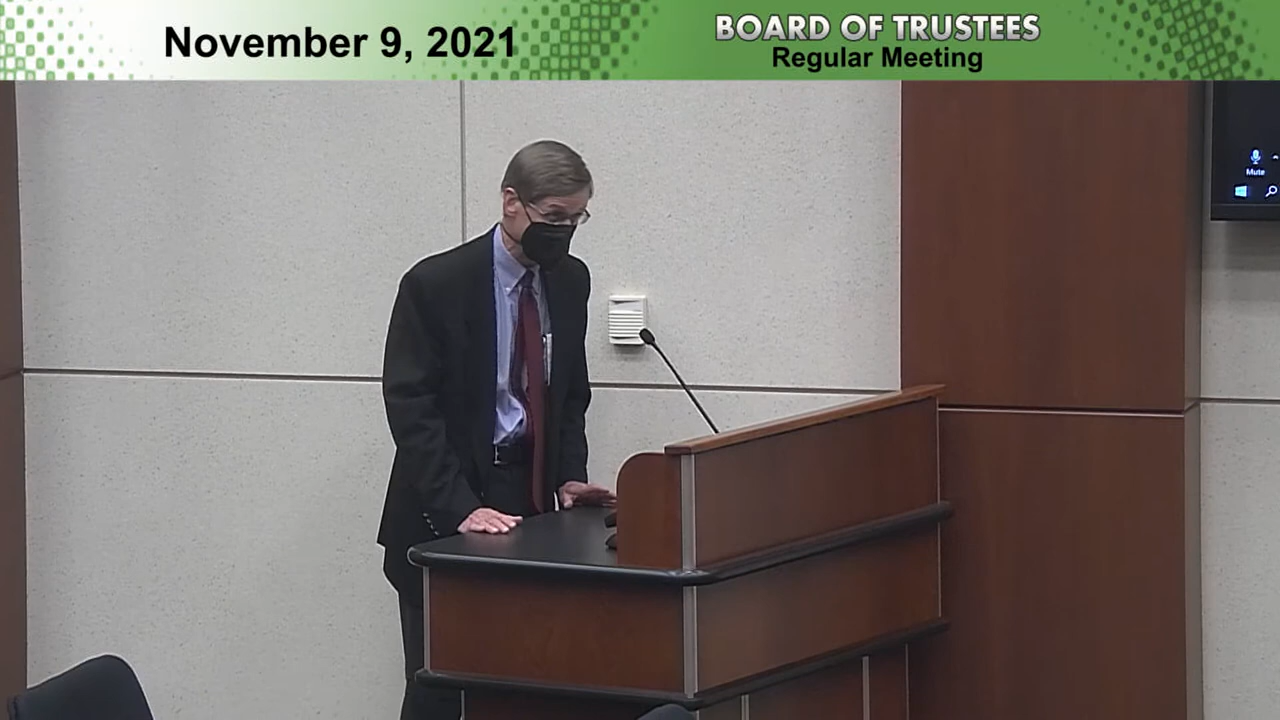 November 9, 2021
BOARD OF TRUSTEES
Regular Meeting
Mute